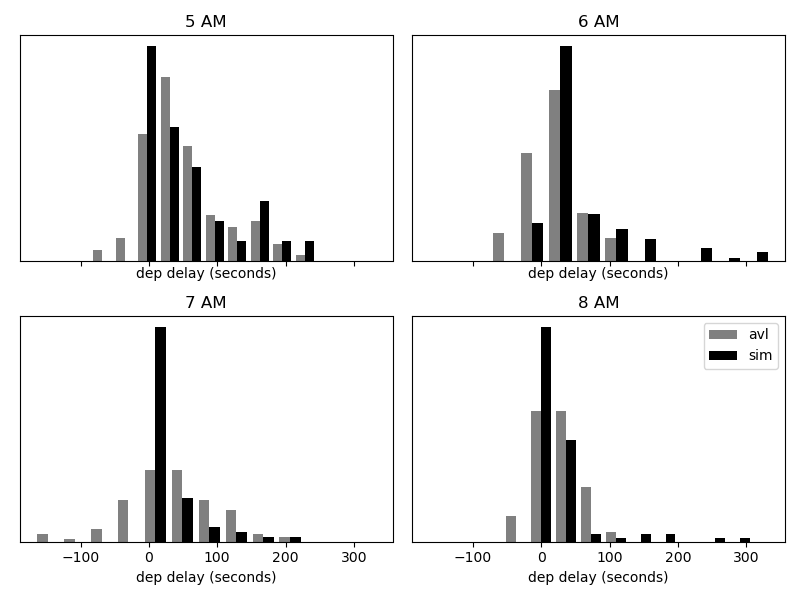 5 AM
6 AM
dep delay (seconds)
dep delay (seconds)
7 AM
8 AM
avl
sim
−100 0 100 200 300
−100 0 100 200 300
dep delay (seconds)
dep delay (seconds)